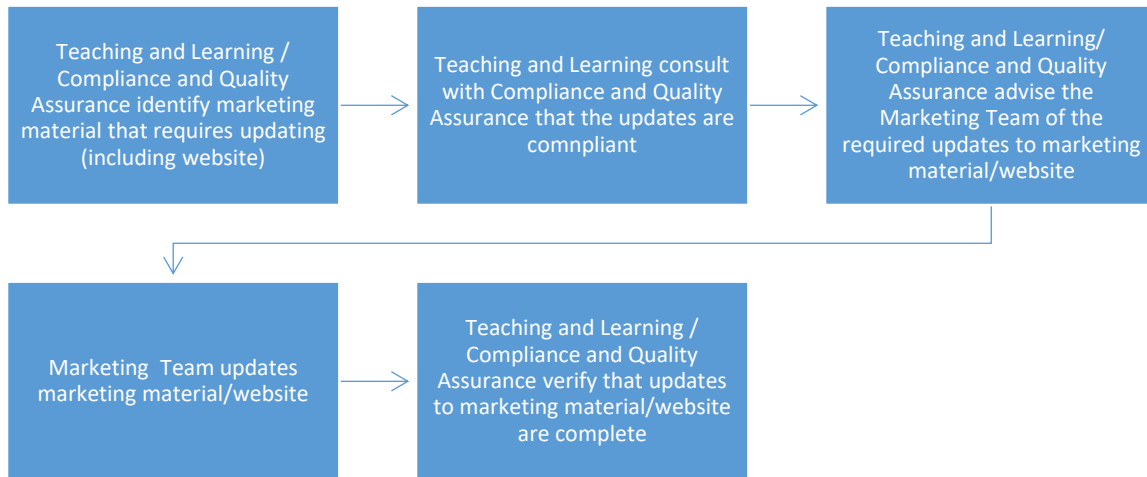 Teaching and Learning /
Compliance and Quality
Assurance identify marketing
material that requires updating
(including website)
Teaching and Learning consult
with Compliance and Quality
Assurance that the updates are
comnpliant
Teaching and Learning/
Compliance and Quality
Assurance advise the
Marketing Team of the
required updates to marketing
material/website
Marketing  Team updates
marketing material/website
Teaching and Learning /
Compliance and Quality
Assurance verify that updates
to marketing material/website
are complete